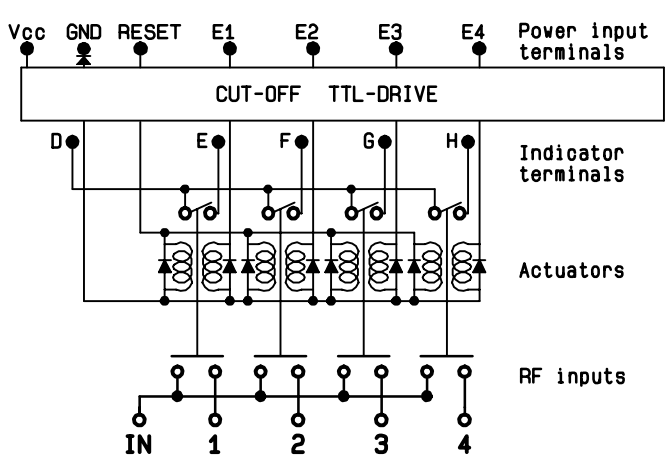 Vcc GND RESET E1 E2 E3 E4 Power input
terminals
CUT-OFF TTL-DRIVE
D E F G H
Indicator
terminals
Actuators
RF inputs
IN 1 2 3 4